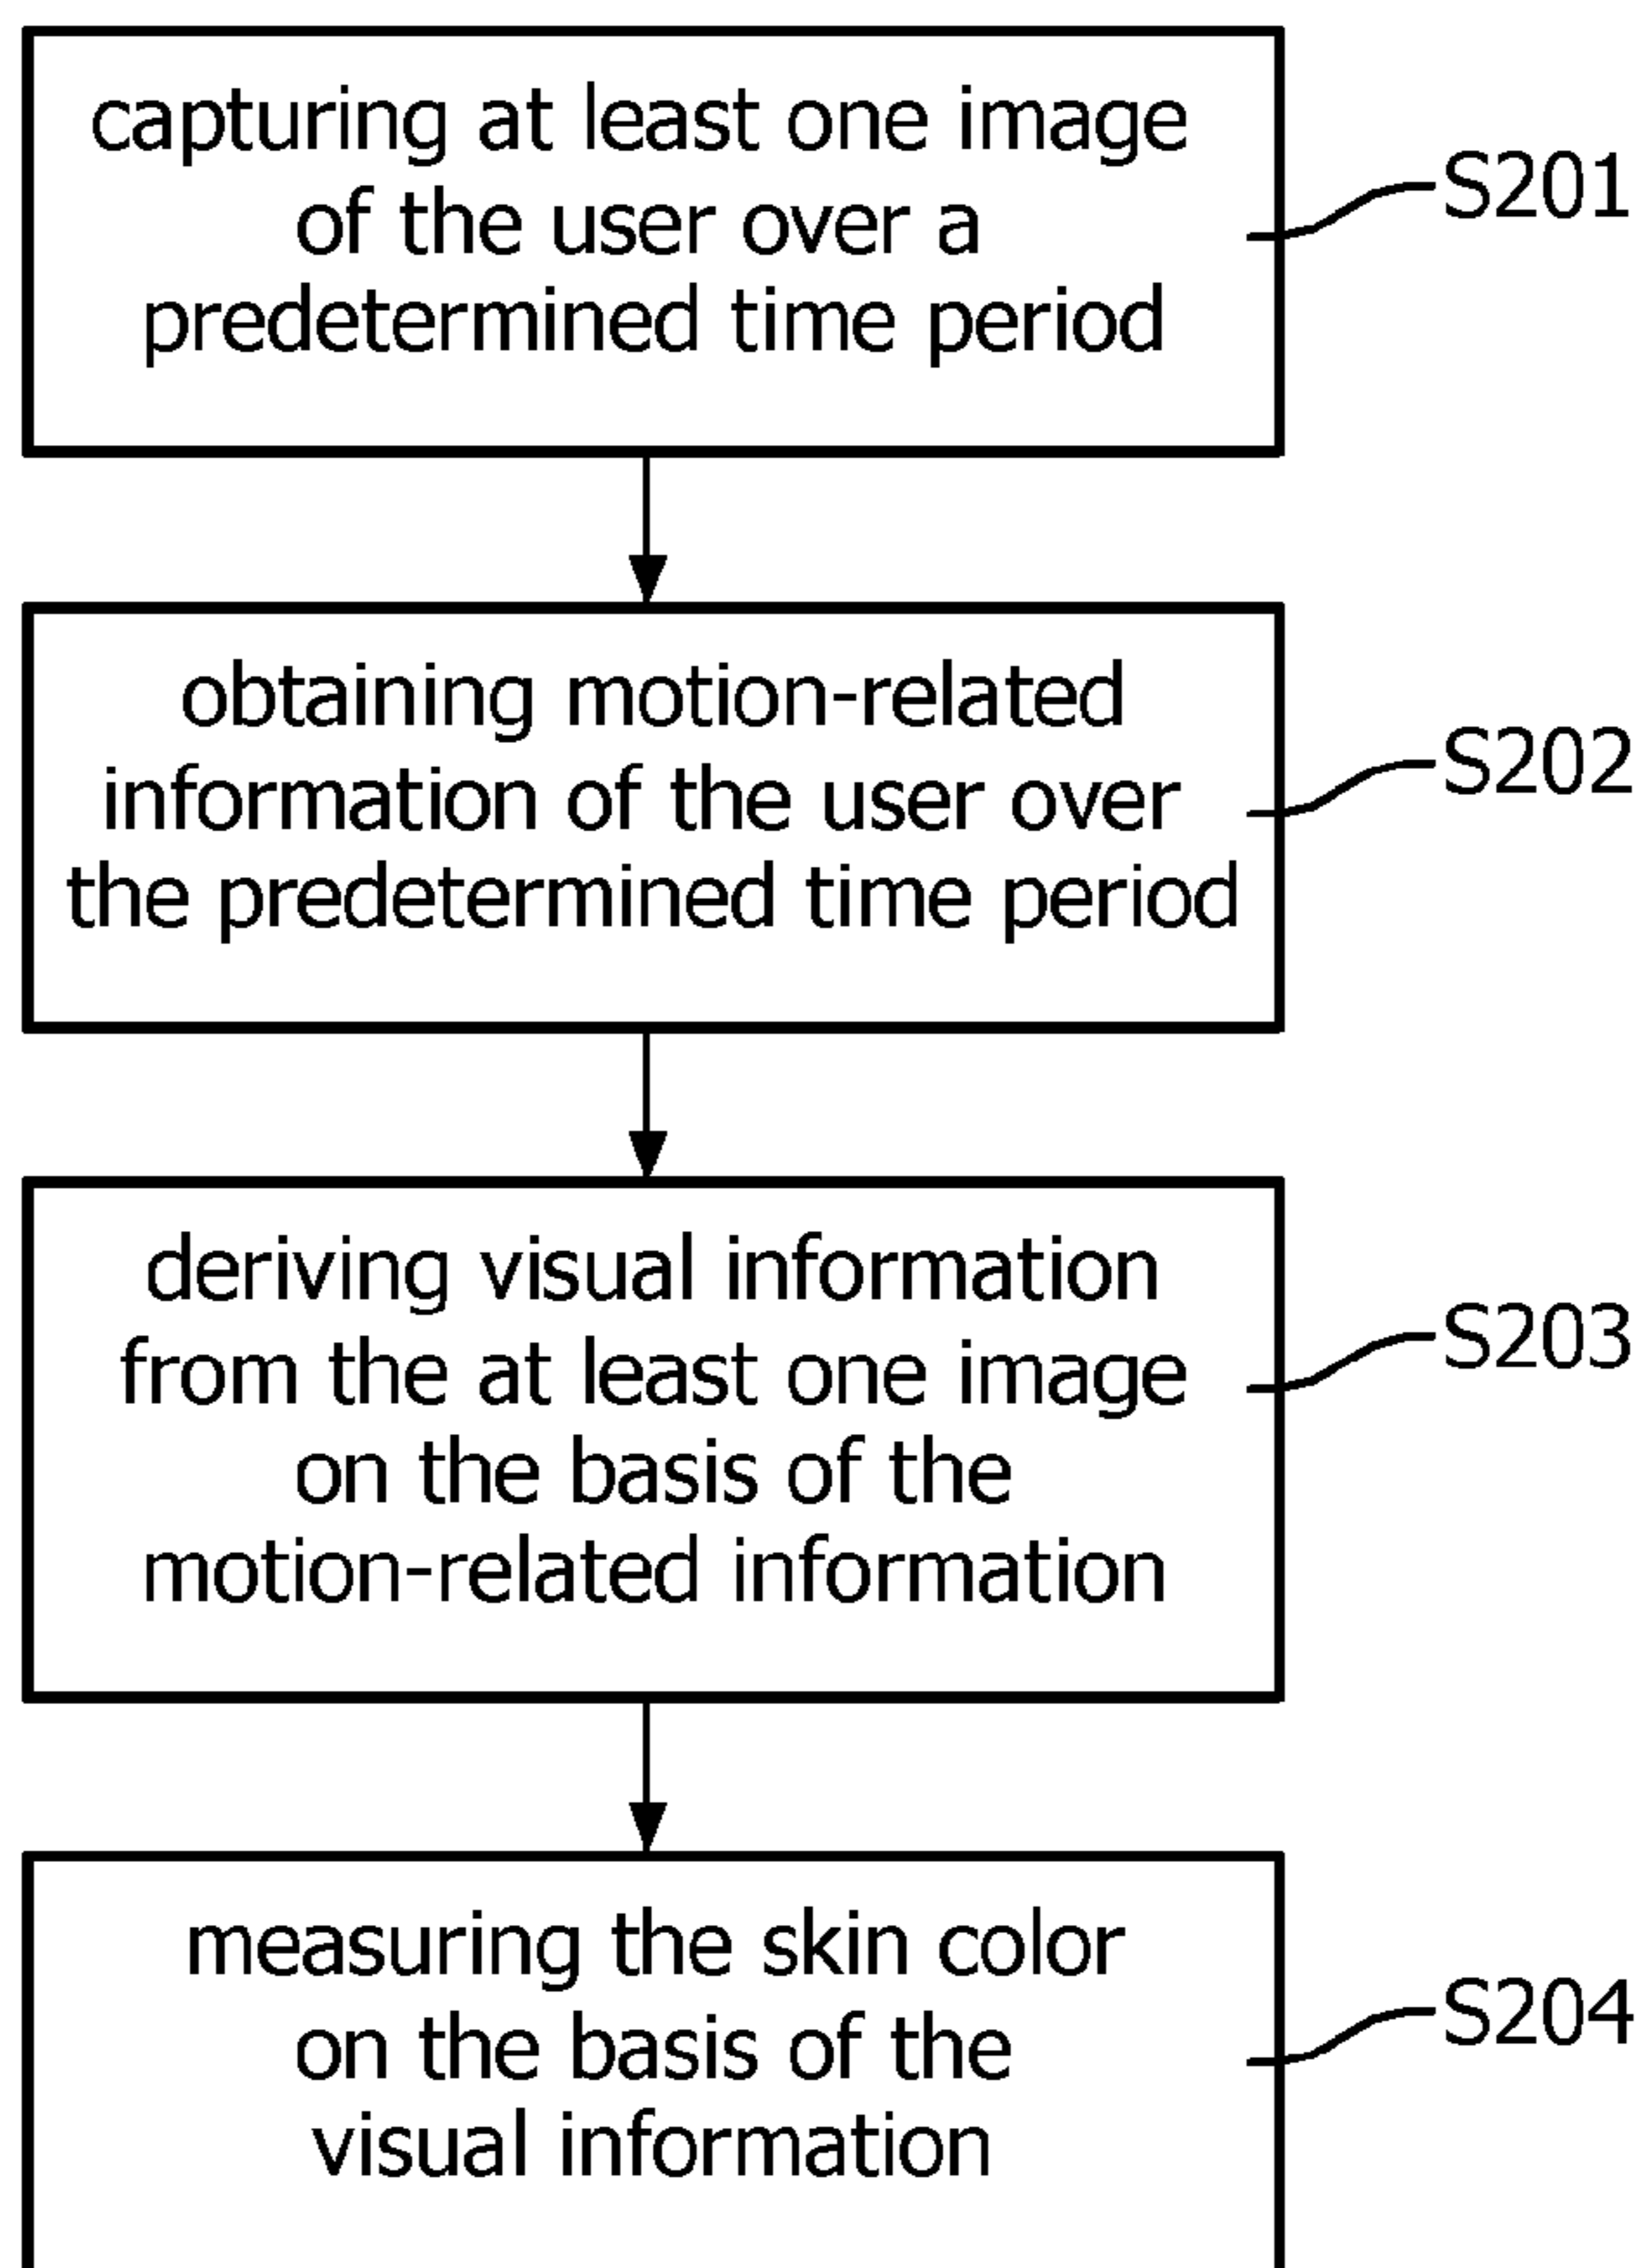 capturing at least one image
of the user over a
predetermined time period
S201
obtaining motion-related
information of the user over
the predetermined time period
S202
deriving visual information
from the at least one image
on the basis of the
motion-related information
S203
measuring the skin color
on the basis of the
visual information
S204